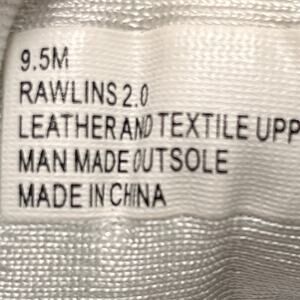 9.5M
RAWLINS 2.0
LEATHER AND TEXTILE UPP
MAN MADE OUTSOLE
MADE IN CHINA